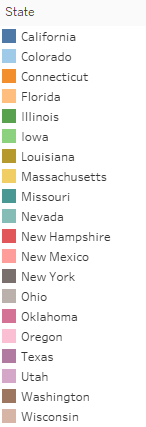 State
California
Colorado
Connecticut
Florida
Illinois
Iowa
Louisiana
Massachusetts
Missouri
Nevada
New Hampshire
New Mexico
New York
Ohio
Oklahoma
Oregon
Texas
Utah
Washington
Wisconsin